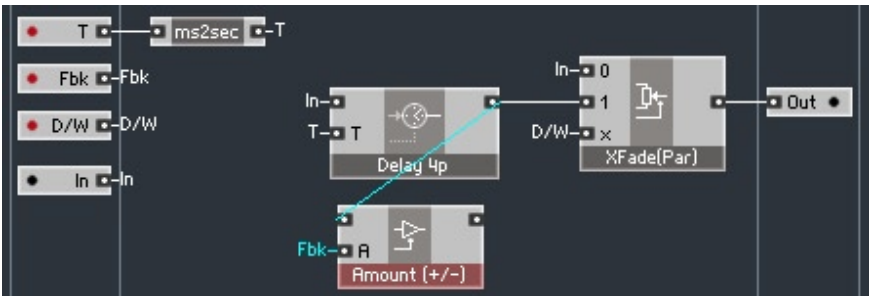 T
ms2sec
T
Fbk
Fbk
D/W
D/W
In
In
In
T
T
Delay 4p
Fbk
A
Amount (+/-)
In
0
1
D/W
x
XFade(Par)
Out